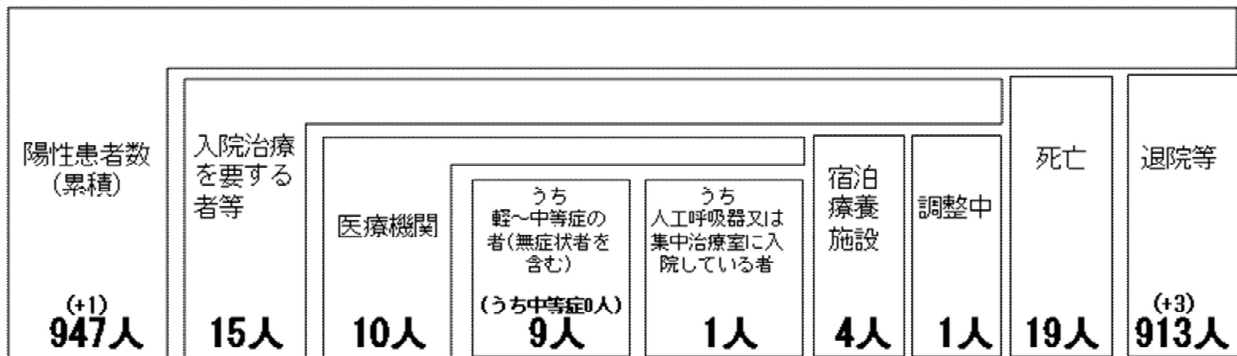 陽性患者数
(累積)
(+1)
947人
入院治療
を要する
者等
15人
医療機関
10人
うち
軽～中等症の
者(無症状者を
含む)
(うち中等症0人)
9人
うち
人工呼吸器又は
集中治療室に入
院している者
1人
宿泊
療養
施設
4人
調整中
1人
死亡
19人
退院等
(+3)
913人